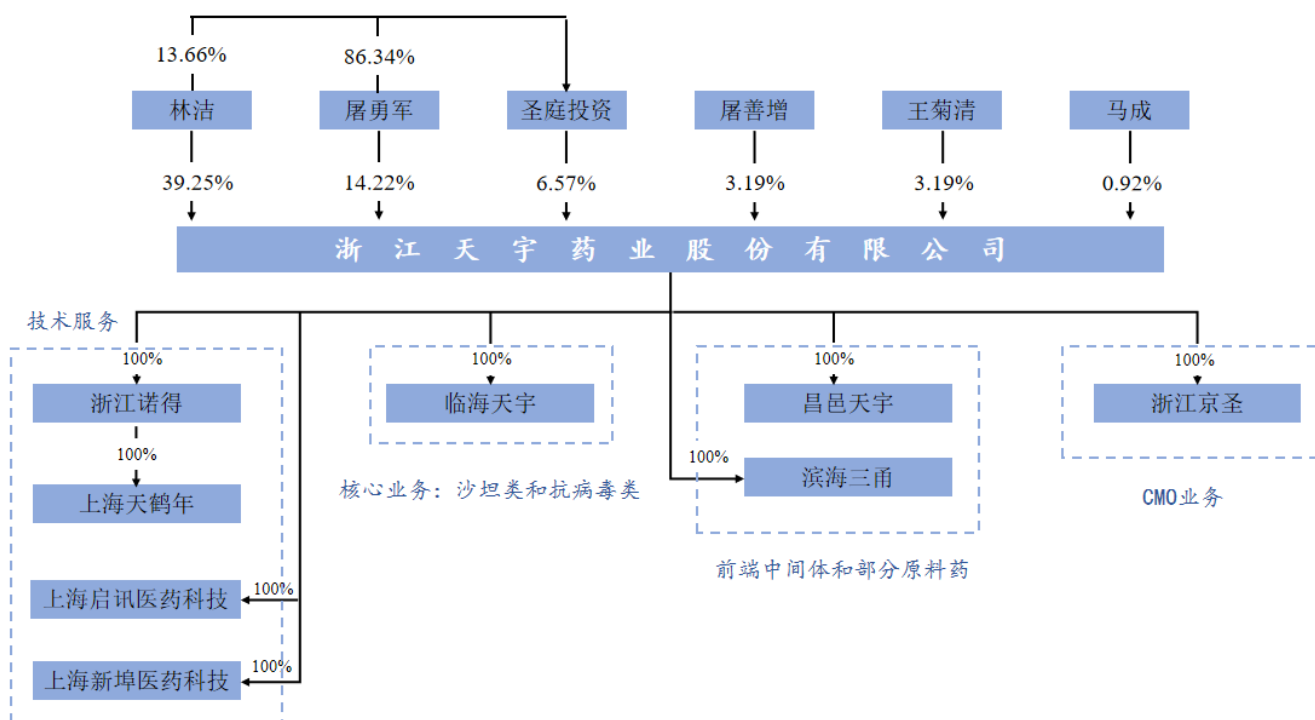 13.66%
86.34%
林洁
屠勇军
圣庭投资
屠善增
王菊清
马成
39.25%
14.22%
6.57%
3.19%
3.19%
0.92%
浙江天宇药业股份有限公司
技术服务
100%
100%
100%
100%
浙江诺得
临海天宇
昌邑天宇
浙江京圣
100%
100%
滨海三甬
上海天鹤年
核心业务：沙坦类和抗病毒类
CMO业务
前端中间体和部分原料药
100%
上海启讯医药科技
100%
上海新埠医药科技